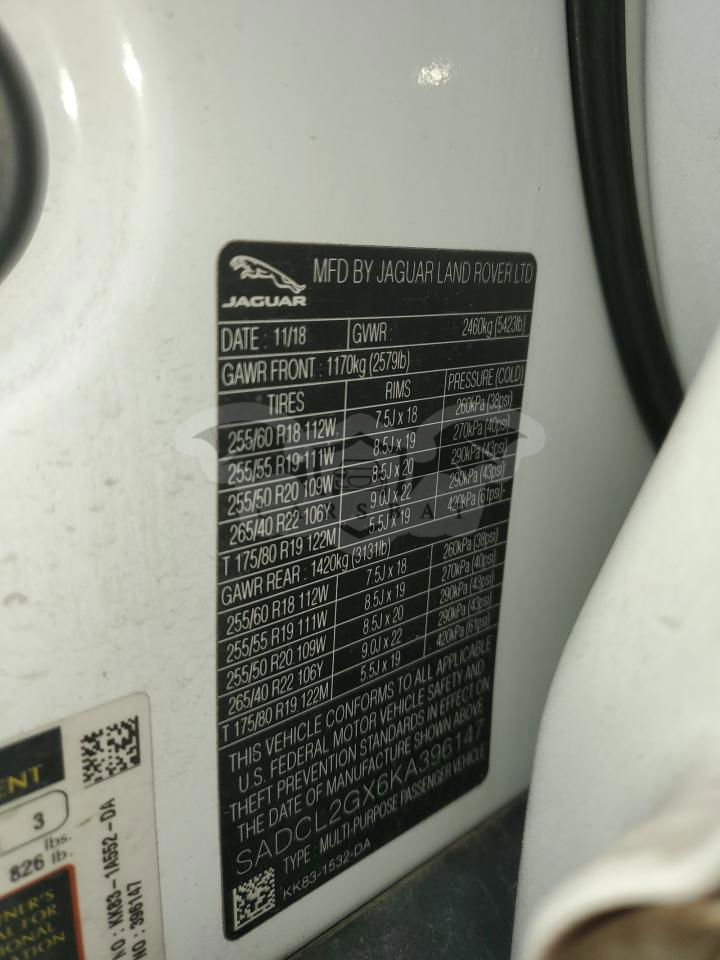 JAGUAR
MFD BY JAGUAR LAND ROVER LTD
DATE : 11/18 GVWR : 2460kg (5423lb)
GAWR FRONT : 1170kg (2579lb)
TIRES RIMS PRESSURE (COLD)
255/60 R18 112W 7.5J x 18 260kPa (38psi)
255/55 R19 111W 8.5J x 19 270kPa (40psi)
255/50 R20 109W 8.5J x 20 290kPa (43psi)
265/40 R22 106Y 9.0J x 22 290kPa (43psi)
T 175/80 R19 122M 5.5J x 19 420kPa (61psi)
GAWR REAR : 1420kg (3131lb)
255/60 R18 112W 7.5J x 18 260kPa (38psi)
255/55 R19 111W 8.5J x 19 270kPa (40psi)
255/50 R20 109W 8.5J x 20 290kPa (43psi)
265/40 R22 106Y 9.0J x 22 290kPa (43psi)
T 175/80 R19 122M 5.5J x 19 420kPa (61psi)
THIS VEHICLE CONFORMS TO ALL APPLICABLE
U.S. FEDERAL MOTOR VEHICLE SAFETY AND
THEFT PREVENTION STANDARDS IN EFFECT ON
THE DATE OF MANUFACTURE SHOWN ABOVE
SADCL2GX6KA396147
TYPE : MULTI-PURPOSE PASSENGER VEHICLE
KK83-1532-DA
ENT
3
lbs.
826 lb.
NER'S
AL FOR
IONAL
ATION
NO : KK83-1A552-DA
NO : 396147